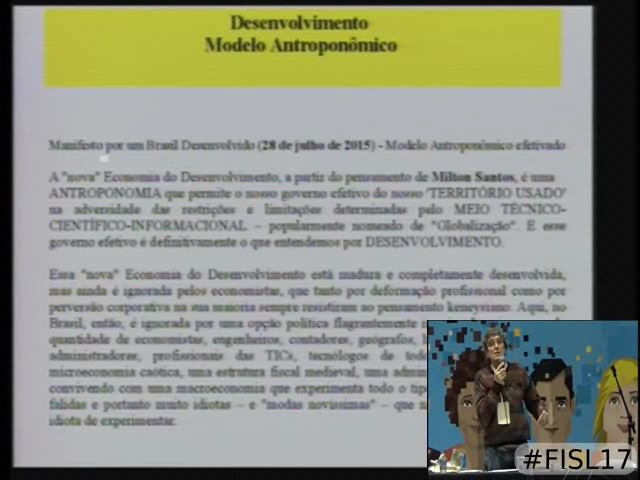 Desenvolvimento
Modelo Antroponômico
Manifesto por um Brasil Desenvolvido (28 de julho de 2015) - Modelo Antroponômico efetivado
A "nova" Economia do Desenvolvimento, a partir do pensamento de Milton Santos, é uma
ANTROPONOMIA que permite o nosso governo efetivo do nosso 'TERRITÓRIO USADO'
na adversidade das restrições e limitações determinadas pelo MEIO TÉCNICO-
CIENTÍFICO-INFORMACIONAL – popularmente nomeado de "Globalização". E esse
governo efetivo é definitivamente o que entendemos por DESENVOLVIMENTO.
Essa "nova" Economia do Desenvolvimento está madura e completamente desenvolvida,
mas ainda é ignorada pelos economistas, que tanto por deformação profissional como por
perversão corporativa na sua maioria sempre resistiram ao pensamento keneysyano. Aqui, no
Brasil, então, é ignorada por uma opção política flagrantemente
quantidade de economistas, engenheiros, contadores, geógrafos,
administradores, profissionais das TICs, tecnólogos de
microeconomia caótica, uma estrutura fiscal medieval, uma
convivendo com uma macroeconomia que experimenta todo o
falidas e portanto muito idiotas – e "modas novíssimas" – que
idiota de experimentar.
#FISL17